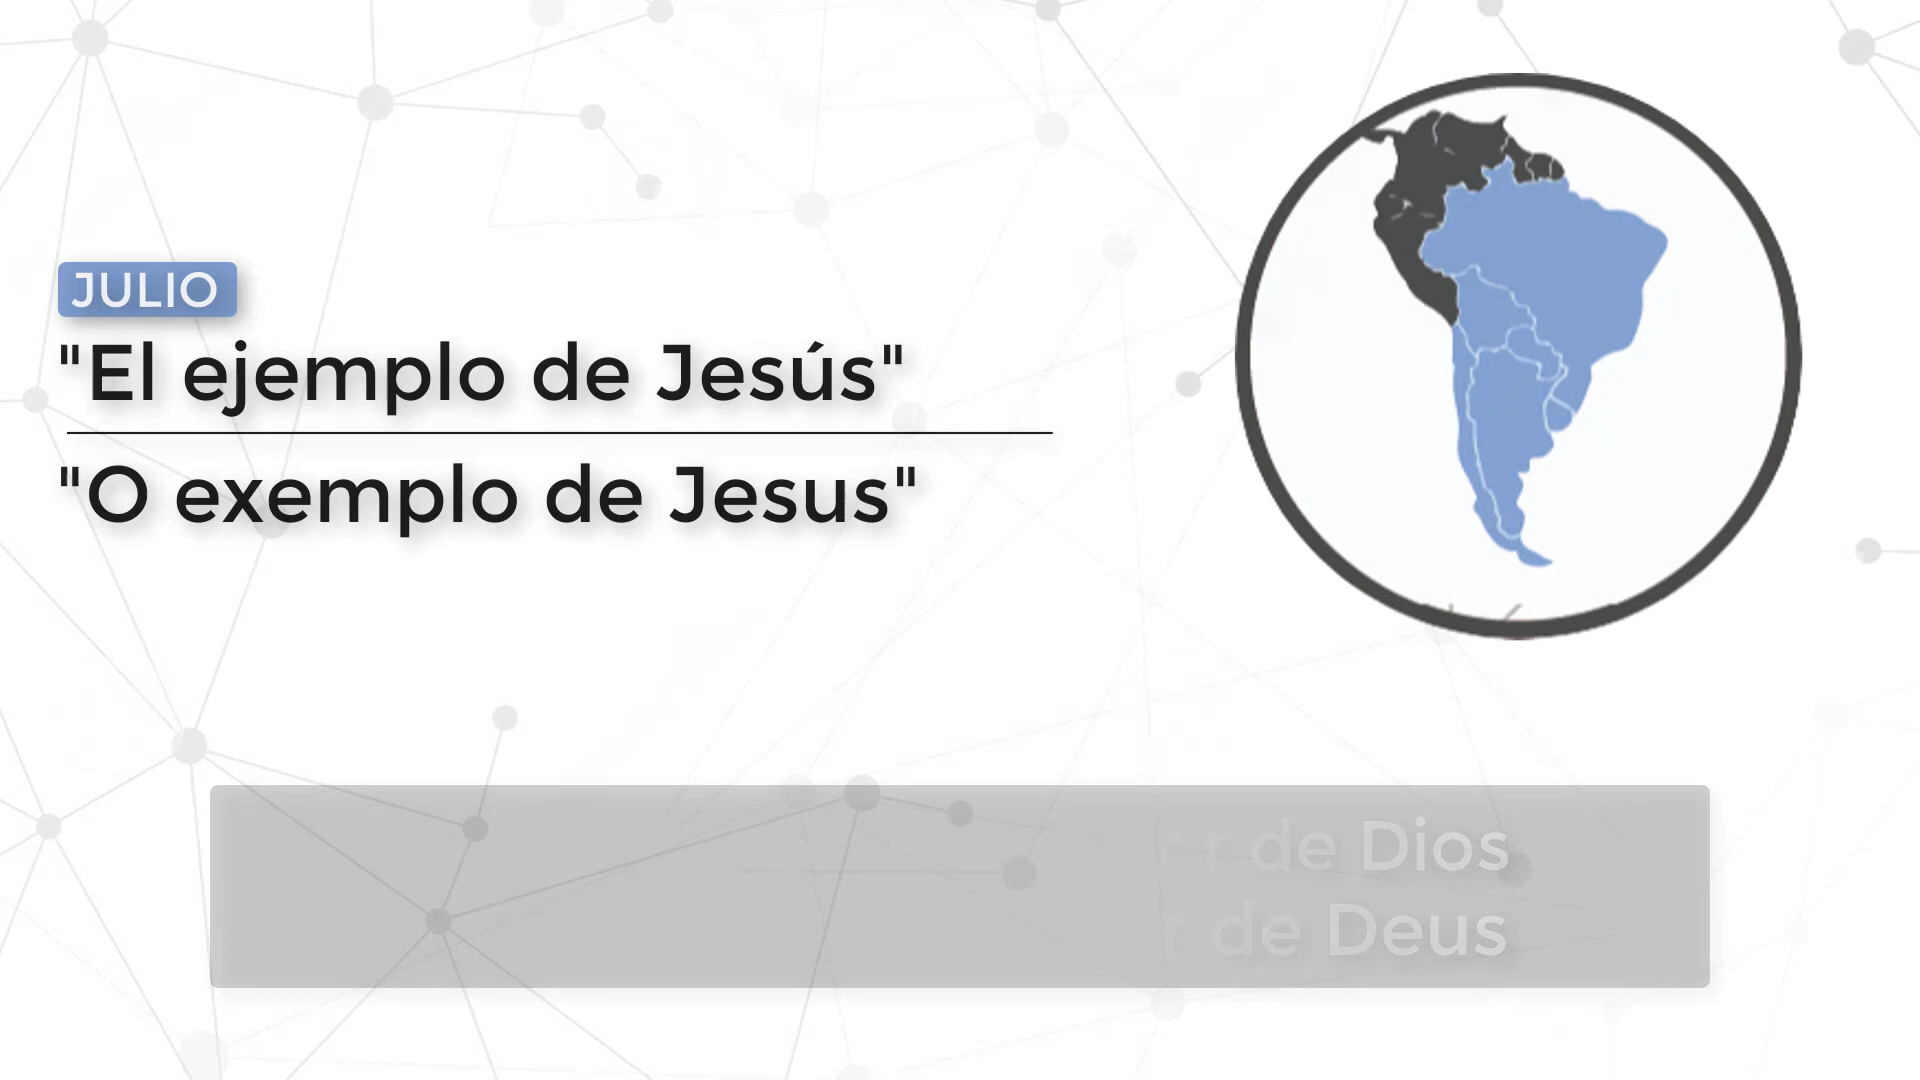 JULIO
"El ejemplo de Jesús"
"O exemplo de Jesus"
de Dios
de Deus